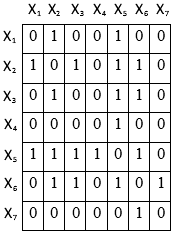 X₁ X₂ X₃ X₄ X₅ X₆ X₇
X₁ 0 1 0 0 1 0 0
X₂ 1 0 1 0 1 1 0
X₃ 0 1 0 0 1 1 0
X₄ 0 0 0 0 1 0 0
X₅ 1 1 1 1 0 1 0
X₆ 0 1 1 0 1 0 1
X₇ 0 0 0 0 0 1 0